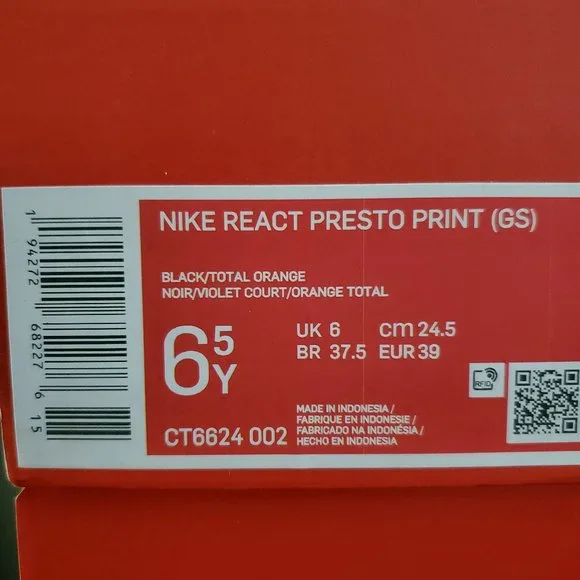 NIKE REACT PRESTO PRINT (GS)
BLACK/TOTAL ORANGE
NOIR/VIOLET COURT/ORANGE TOTAL
6.5Y
UK 6 cm 24.5
BR 37.5 EUR 39
CT6624 002
MADE IN INDONESIA /
FABRIQUE EN INDONESIE /
FABRICADO NA INDONÉSIA /
HECHO EN INDONESIA
RFID
1 94272 68227 6 15